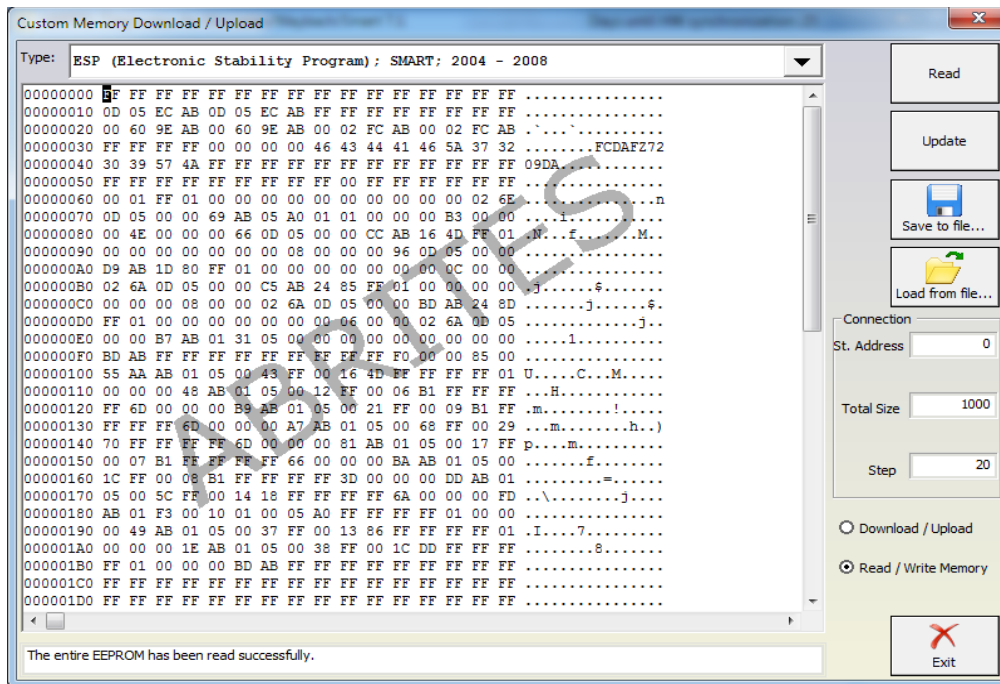 Custom Memory Download / Upload
Type: ESP (Electronic Stability Program); SMART; 2004 - 2008
00000000 FF FF FF FF FF FF FF FF FF FF FF FF FF FF FF FF ................
00000010 0D 05 EC AB 0D 05 EC AB FF FF FF FF FF FF FF FF ................
00000020 00 60 9E AB 00 60 9E AB 00 02 FC AB 00 02 FC AB .`...`..........
00000030 FF FF FF FF 00 00 00 00 46 43 44 41 46 5A 37 32 ........FCDAFZ72
00000040 30 39 57 4A FF FF FF FF FF FF FF FF FF FF FF FF 09DA............
00000050 FF FF FF FF FF FF FF FF FF 00 FF FF FF FF FF FF ................
00000060 00 01 FF 01 00 00 00 00 00 00 00 00 00 00 02 6E ...............n
00000070 0D 05 00 00 69 AB 05 A0 01 01 00 00 00 B3 00 00 ....i...........
00000080 00 4E 00 00 00 66 0D 05 00 00 CC AB 16 4D FF 01 .N...f.......M..
00000090 00 00 00 00 00 00 00 08 00 00 00 96 0D 05 00 00 ................
000000A0 D9 AB 1D 80 FF 01 00 00 00 00 00 00 00 0C 00 00 ................
000000B0 02 6A 0D 05 00 00 C5 AB 24 85 FF 01 00 00 00 00 .j......$.......
000000C0 00 00 00 08 00 00 02 6A 0D 05 00 00 BD AB 24 8D .......j......$.
000000D0 FF 01 00 00 00 00 00 00 00 06 00 00 02 6A 0D 05 .............j..
000000E0 00 00 B7 AB 01 31 05 00 00 00 00 00 00 00 00 00 .....1..........
000000F0 BD AB FF FF FF FF FF FF FF FF FF F0 00 00 85 00 ................
00000100 55 AA AB 01 05 00 43 FF 00 16 4D FF FF FF FF 01 U.....C...M.....
00000110 00 00 00 48 AB 01 05 00 12 FF 00 06 B1 FF FF FF ...H............
00000120 FF 6D 00 00 00 B9 AB 01 05 00 21 FF 00 09 B1 FF .m........!.....
00000130 FF FF FF 6D 00 00 00 A7 AB 01 05 00 68 FF 00 29 ...m........h..)
00000140 70 FF FF FF FF 6D 00 00 00 81 AB 01 05 00 17 FF p....m..........
00000150 00 07 B1 FF FF FF FF 66 00 00 00 BA AB 01 05 00 .......f........
00000160 1C FF 00 08 B1 FF FF FF FF 3D 00 00 00 DD AB 01 .........=......
00000170 05 00 5C FF 00 14 18 FF FF FF FF 6A 00 00 00 FD ..\........j....
00000180 AB 01 F3 00 10 01 00 05 A0 FF FF FF FF 01 00 00 ................
00000190 00 49 AB 01 05 00 37 FF 00 13 86 FF FF FF FF 01 .I....7.........
000001A0 00 00 00 1E AB 01 05 00 38 FF 00 1C DD FF FF FF ........8.......
000001B0 FF 01 00 00 00 BD AB FF FF FF FF FF FF FF FF FF ................
000001C0 FF FF FF FF FF FF FF FF FF FF FF FF FF FF FF FF ................
000001D0 FF FF FF FF FF FF FF FF FF FF FF FF FF FF FF FF ................
ABRITES
The entire EEPROM has been read successfully.
Read
Update
Save to file...
Load from file...
Connection
St. Address 0
Total Size 1000
Step 20
Download / Upload
Read / Write Memory
Exit